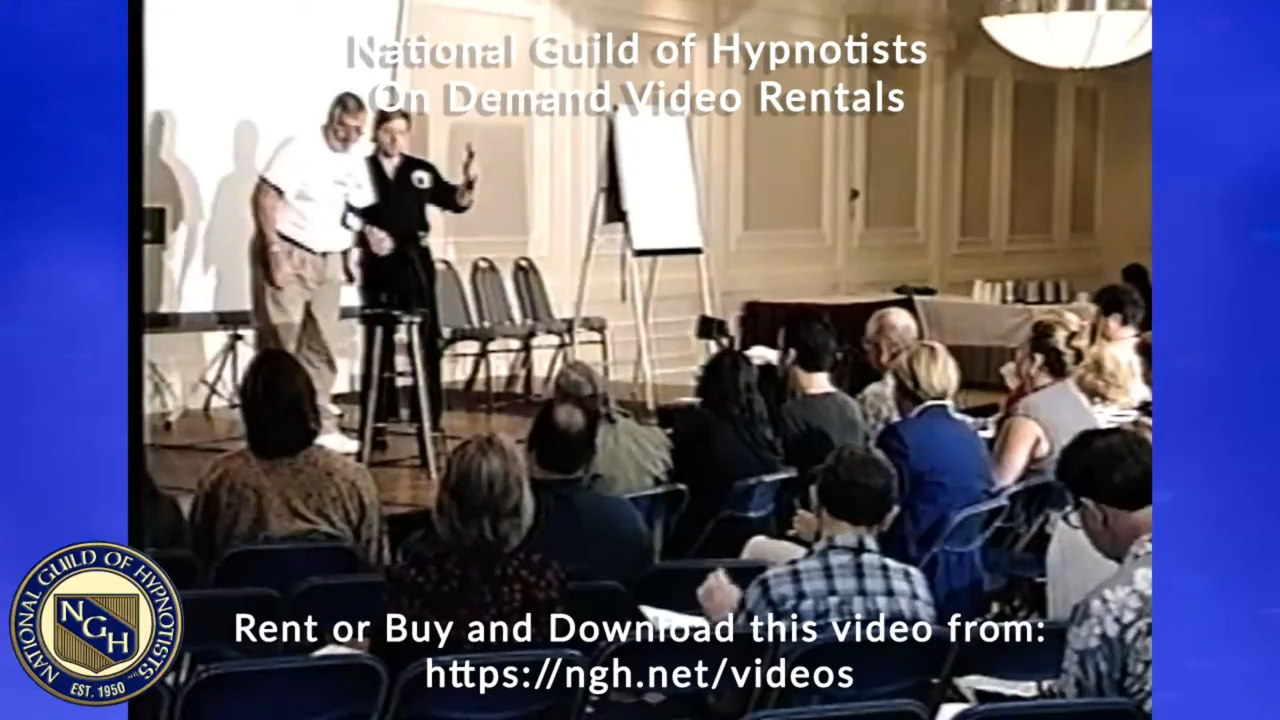 National Guild of Hypnotists
On Demand Video Rentals
NATIONAL GUILD OF HYPNOTISTS
NGH
EST. 1950
Rent or Buy and Download this video from:
https://ngh.net/videos